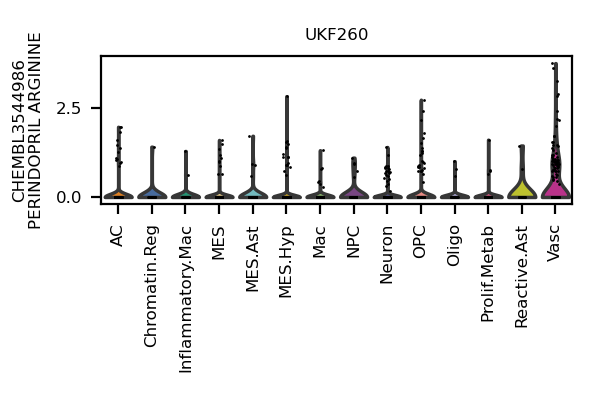 UKF260
CHEMBL3544986
PERINDOPRIL ARGININE
2.5
0.0
AC
Chromatin.Reg
Inflammatory.Mac
MES
MES.Ast
MES.Hyp
Mac
NPC
Neuron
OPC
Oligo
Prolif.Metab
Reactive.Ast
Vasc